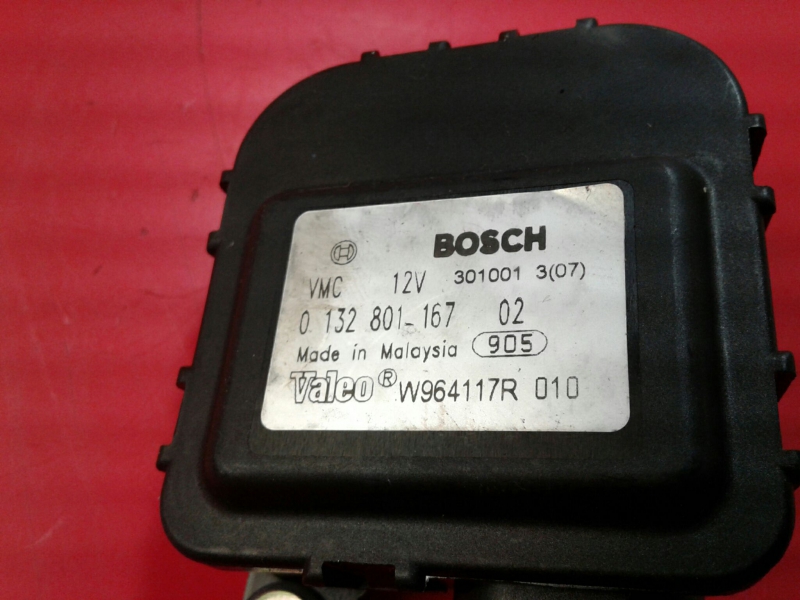 BOSCH
VMC 12V 301001 3(07)
0 132 801-167 02
Made in Malaysia 905
Valeo® W964117R 010